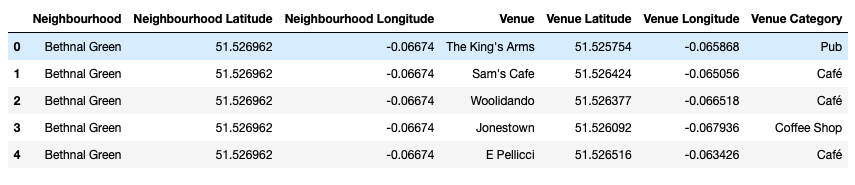 Neighbourhood Neighbourhood Latitude Neighbourhood Longitude Venue Venue Latitude Venue Longitude Venue Category
0 Bethnal Green 51.526962 -0.06674 The King's Arms 51.525754 -0.065868 Pub
1 Bethnal Green 51.526962 -0.06674 Sam's Cafe 51.526424 -0.065056 Café
2 Bethnal Green 51.526962 -0.06674 Woolidando 51.526377 -0.066518 Café
3 Bethnal Green 51.526962 -0.06674 Jonestown 51.526092 -0.067936 Coffee Shop
4 Bethnal Green 51.526962 -0.06674 E Pellicci 51.526516 -0.063426 Café